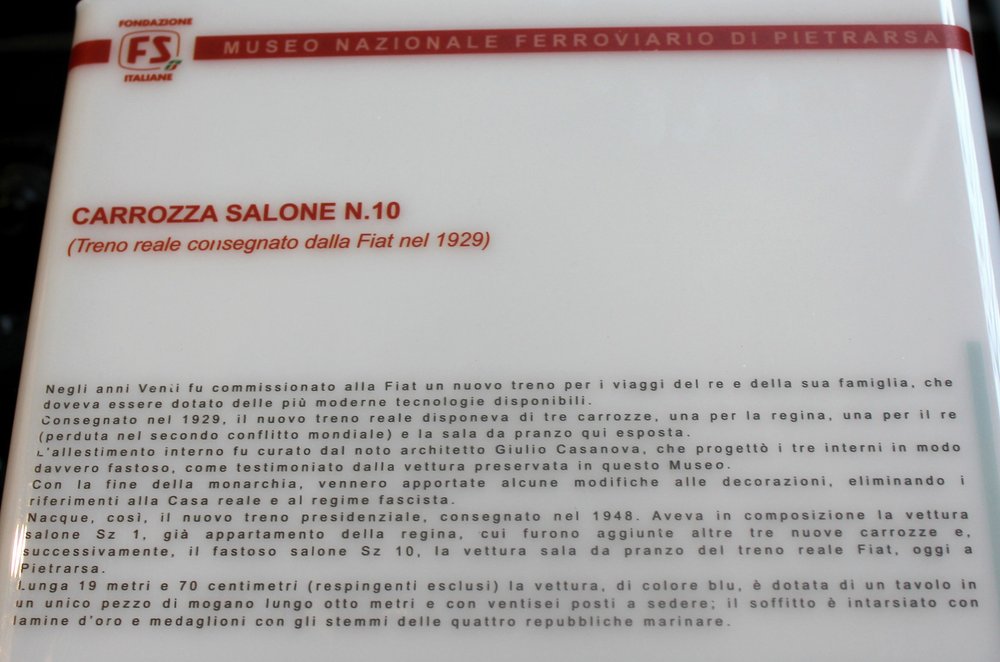 FONDAZIONE
FS
ITALIANE
MUSEO NAZIONALE FERROVIARIO DI PIETRARSA
CARROZZA SALONE N.10
(Treno reale consegnato dalla Fiat nel 1929)
Negli anni Venti fu commissionato alla Fiat un nuovo treno per i viaggi del re e della sua famiglia, che
doveva essere dotato delle più moderne tecnologie disponibili.
Consegnato nel 1929, il nuovo treno reale disponeva di tre carrozze, una per la regina, una per il re
(perduta nel secondo conflitto mondiale) e la sala da pranzo qui esposta.
L'allestimento interno fu curato dal noto architetto Giulio Casanova, che progettò i tre interni in modo
davvero fastoso, come testimoniato dalla vettura preservata in questo Museo.
Con la fine della monarchia, vennero apportate alcune modifiche alle decorazioni, eliminando i
riferimenti alla Casa reale e al regime fascista.
Nacque, così, il nuovo treno presidenziale, consegnato nel 1948. Aveva in composizione la vettura
salone Sz 1, già appartamento della regina, cui furono aggiunte altre tre nuove carrozze e,
successivamente, il fastoso salone Sz 10, la vettura sala da pranzo del treno reale Fiat, oggi a
Pietrarsa.
Lunga 19 metri e 70 centimetri (respingenti esclusi) la vettura, di colore blu, è dotata di un tavolo in
un unico pezzo di mogano lungo otto metri e con ventisei posti a sedere; il soffitto è intarsiato con
lamine d'oro e medaglioni con gli stemmi delle quattro repubbliche marinare.